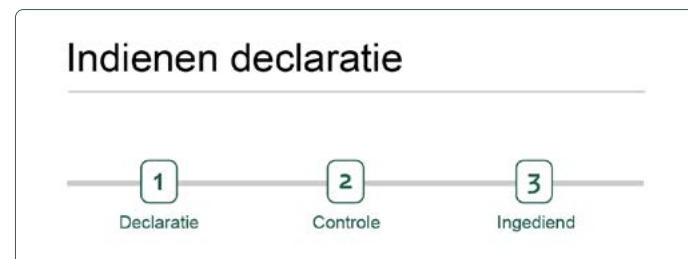 Indienen declaratie
1 2 3
Declaratie Controle Ingediend